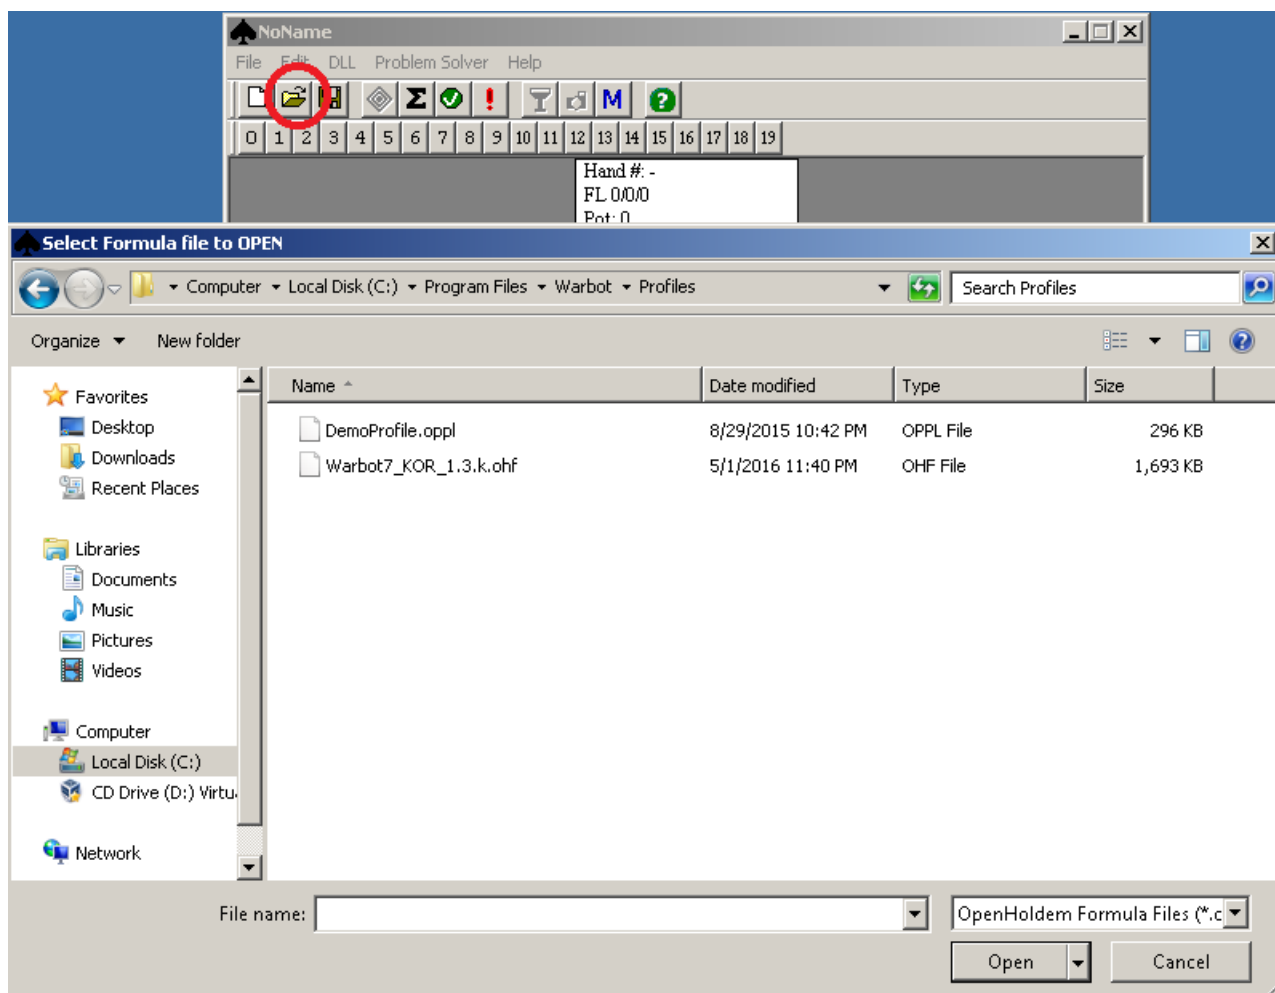 NoName
File Edit DLL Problem Solver Help
Σ ! M ?
0 1 2 3 4 5 6 7 8 9 10 11 12 13 14 15 16 17 18 19
Hand #: -
FL 0/0/0
Pot: 0
Select Formula file to OPEN
Computer Local Disk (C:) Program Files Warbot Profiles Search Profiles
Organize New folder ?
Name Date modified Type Size
DemoProfile.oppl 8/29/2015 10:42 PM OPPL File 296 KB
Warbot7_KOR_1.3.k.ohf 5/1/2016 11:40 PM OHF File 1,693 KB
Favorites
Desktop
Downloads
Recent Places
Libraries
Documents
Music
Pictures
Videos
Computer
Local Disk (C:)
CD Drive (D:) Virtu
Network
File name: OpenHoldem Formula Files (*.c
Open Cancel